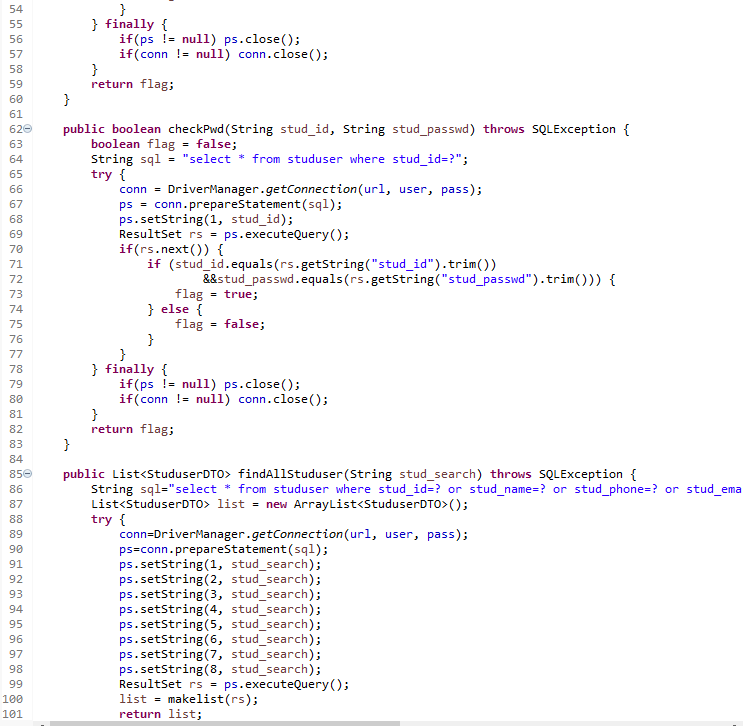 54 }
55 } finally {
56 if(ps != null) ps.close();
57 if(conn != null) conn.close();
58 }
59 return flag;
60 }
61
62 public boolean checkPwd(String stud_id, String stud_passwd) throws SQLException {
63 boolean flag = false;
64 String sql = "select * from studuser where stud_id=?";
65 try {
66 conn = DriverManager.getConnection(url, user, pass);
67 ps = conn.prepareStatement(sql);
68 ps.setString(1, stud_id);
69 ResultSet rs = ps.executeQuery();
70 if(rs.next()) {
71 if (stud_id.equals(rs.getString("stud_id").trim())
72 &&stud_passwd.equals(rs.getString("stud_passwd").trim())) {
73 flag = true;
74 } else {
75 flag = false;
76 }
77 }
78 } finally {
79 if(ps != null) ps.close();
80 if(conn != null) conn.close();
81 }
82 return flag;
83 }
84
85 public List<StuduserDTO> findAllStuduser(String stud_search) throws SQLException {
86 String sql="select * from studuser where stud_id=? or stud_name=? or stud_phone=? or stud_ema
87 List<StuduserDTO> list = new ArrayList<StuduserDTO>();
88 try {
89 conn=DriverManager.getConnection(url, user, pass);
90 ps=conn.prepareStatement(sql);
91 ps.setString(1, stud_search);
92 ps.setString(2, stud_search);
93 ps.setString(3, stud_search);
94 ps.setString(4, stud_search);
95 ps.setString(5, stud_search);
96 ps.setString(6, stud_search);
97 ps.setString(7, stud_search);
98 ps.setString(8, stud_search);
99 ResultSet rs = ps.executeQuery();
100 list = makelist(rs);
101 return list;